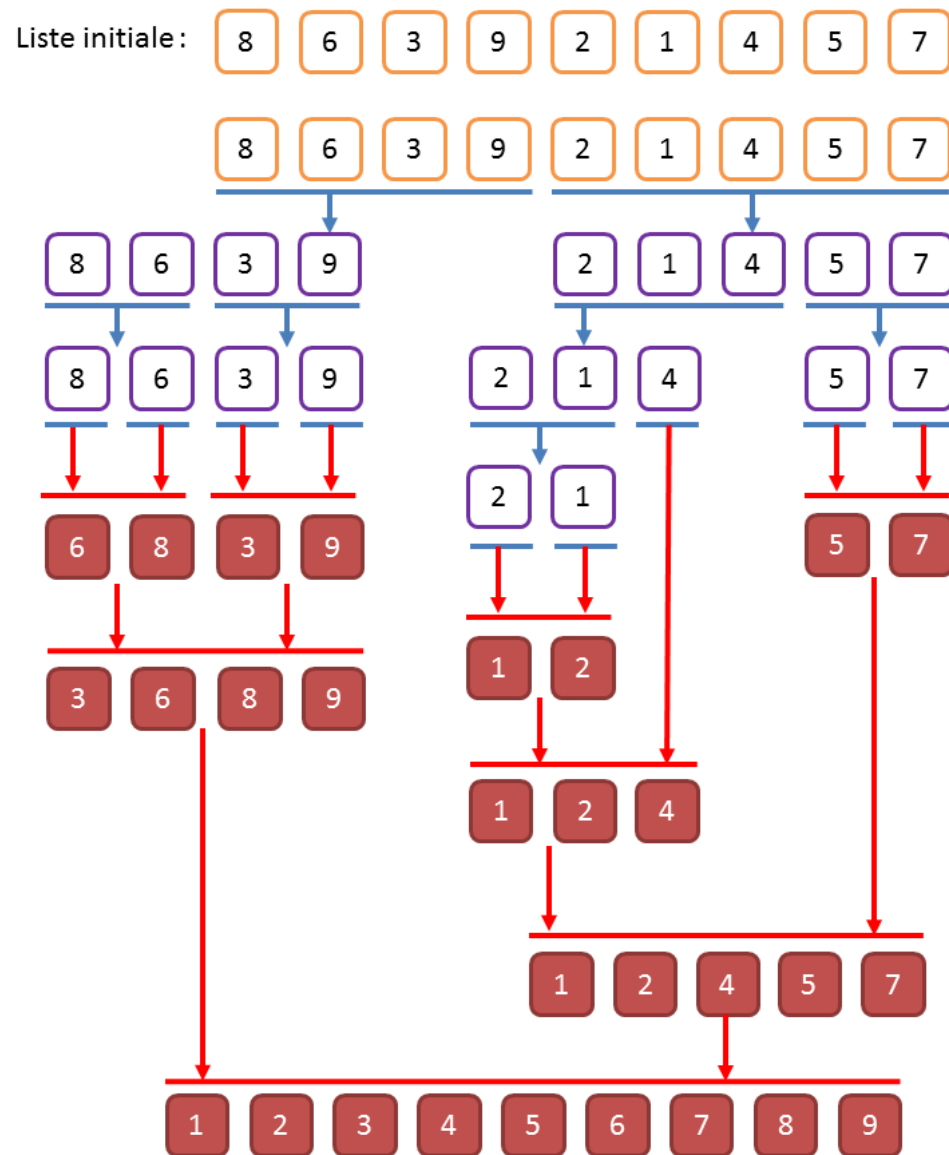 Liste initiale : 8 6 3 9 2 1 4 5 7
8 6 3 9 2 1 4 5 7
8 6 3 9 2 1 4 5 7
8 6 3 9 2 1 4 5 7
2 1
6 8 3 9 5 7
1 2
3 6 8 9
1 2 4
1 2 4 5 7
1 2 3 4 5 6 7 8 9